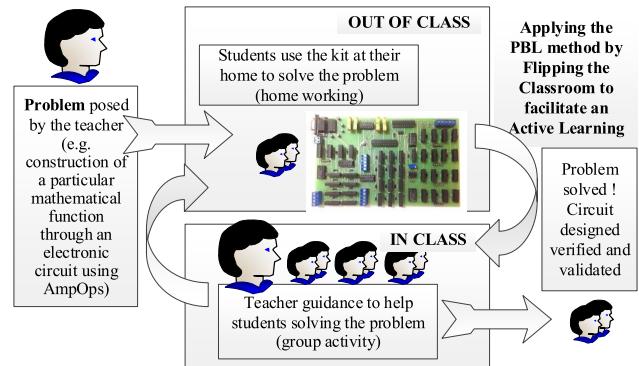 OUT OF CLASS
Students use the kit at their
home to solve the problem
(home working)
Applying the
PBL method by
Flipping the
Classroom to
facilitate an
Active Learning
Problem posed
by the teacher
(e.g.
construction of
a particular
mathematical
function
through an
electronic
circuit using
AmpOps)
Problem
solved !
Circuit
designed
verified and
validated
IN CLASS
Teacher guidance to help
students solving the problem
(group activity)